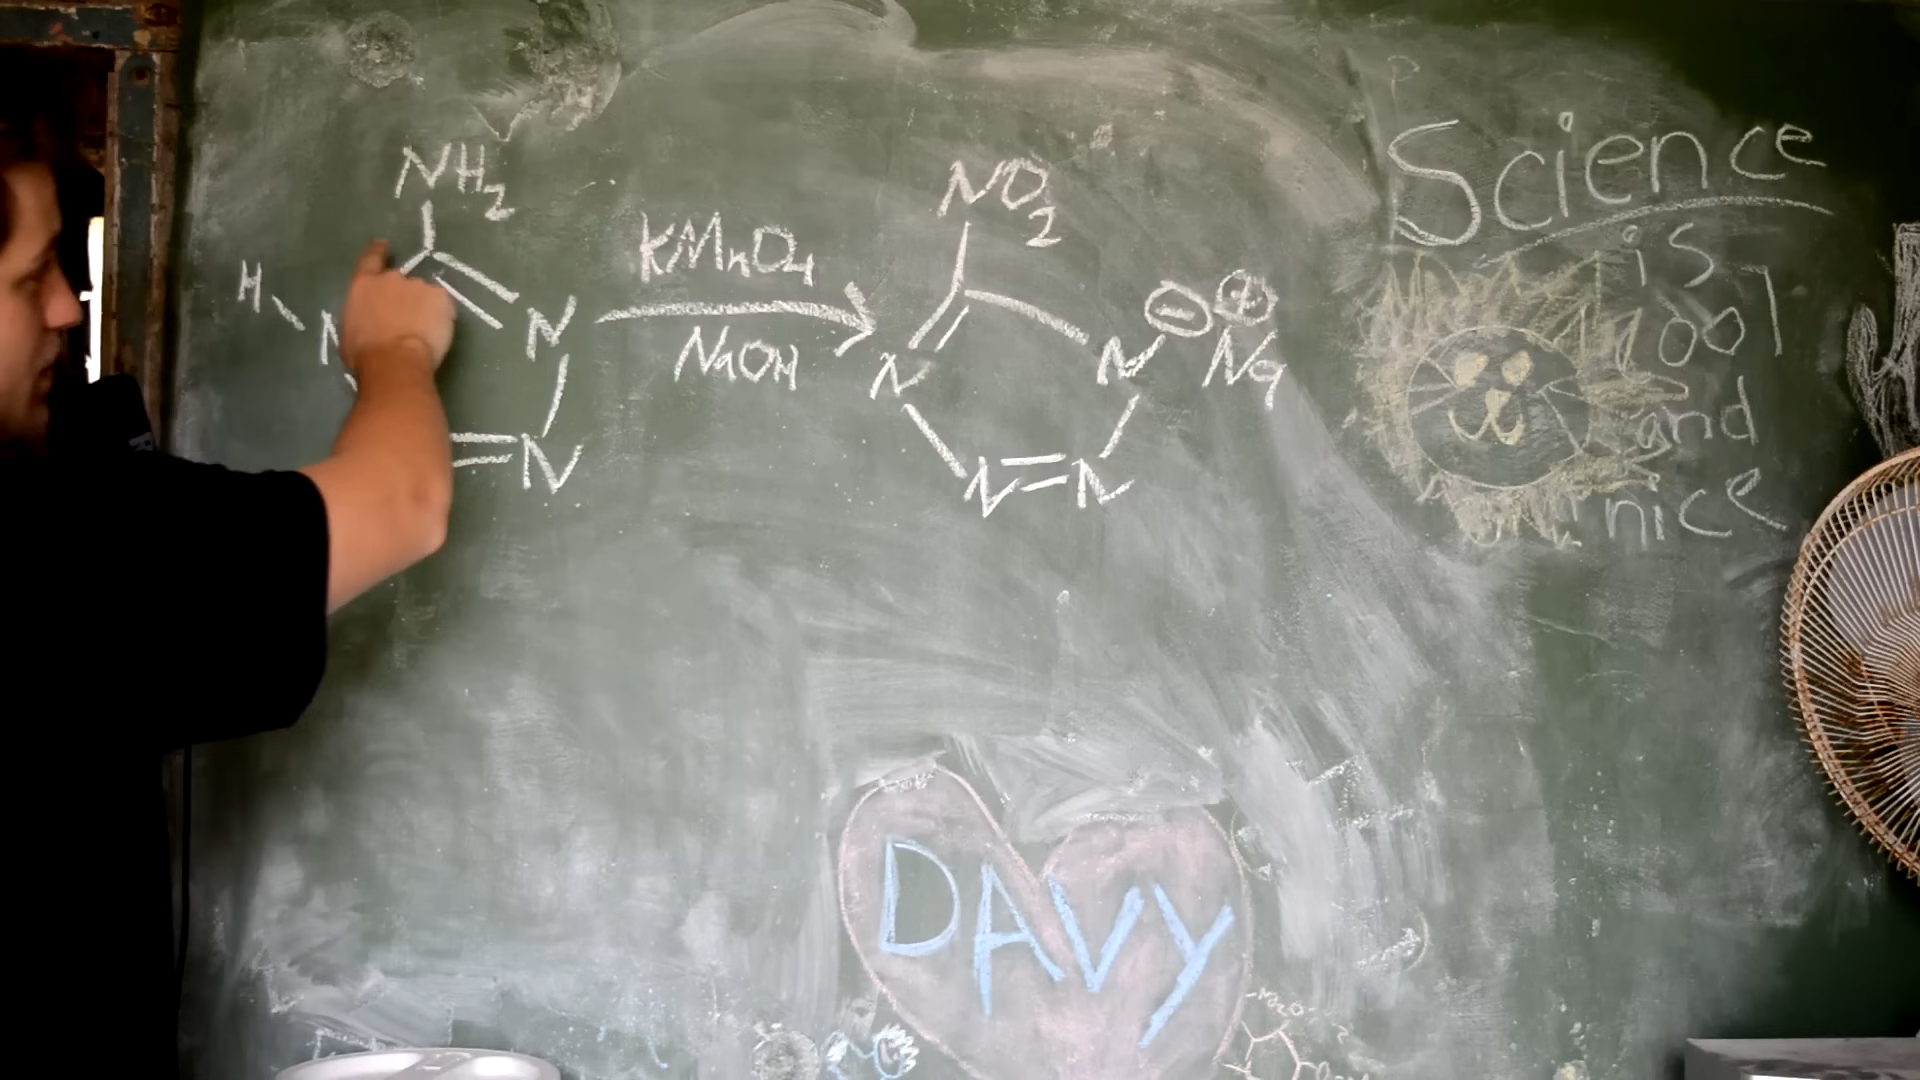 NH2
H
N
N
N
KMnO4
NaOH
NO2
N
N
⊖
⊕
Na
N=N
Science
is
cool
and
nice
DAVY